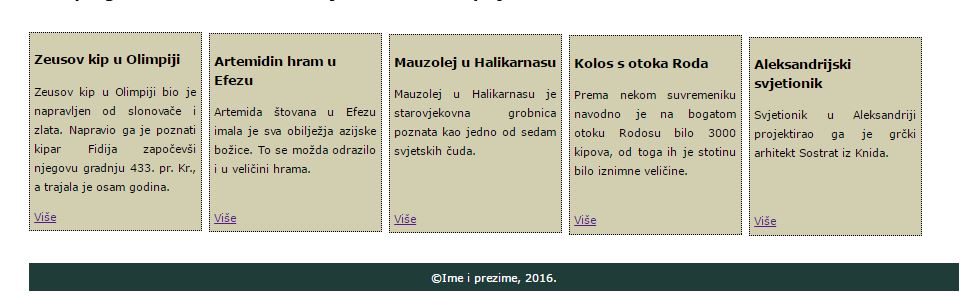 Zeusov kip u Olimpiji
Zeusov kip u Olimpiji bio je
napravljen od slonovače i
zlata. Napravio ga je poznati
kipar Fidija započevši
njegovu gradnju 433. pr. Kr.,
a trajala je osam godina.
Više
Artemidin hram u
Efezu
Artemida štovana u Efezu
imala je sva obilježja azijske
božice. To se možda odrazilo
i u veličini hrama.
Više
Mauzolej u Halikarnasu
Mauzolej u Halikarnasu je
starovjekovna grobnica
poznata kao jedno od sedam
svjetskih čuda.
Više
Kolos s otoka Roda
Prema nekom suvremeniku
navodno je na bogatom
otoku Rodosu bilo 3000
kipova, od toga ih je stotinu
bilo iznimne veličine.
Više
Aleksandrijski
svjetionik
Svjetionik u Aleksandriji
projektirao ga je grčki
arhitekt Sostrat iz Knida.
Više
©Ime i prezime, 2016.